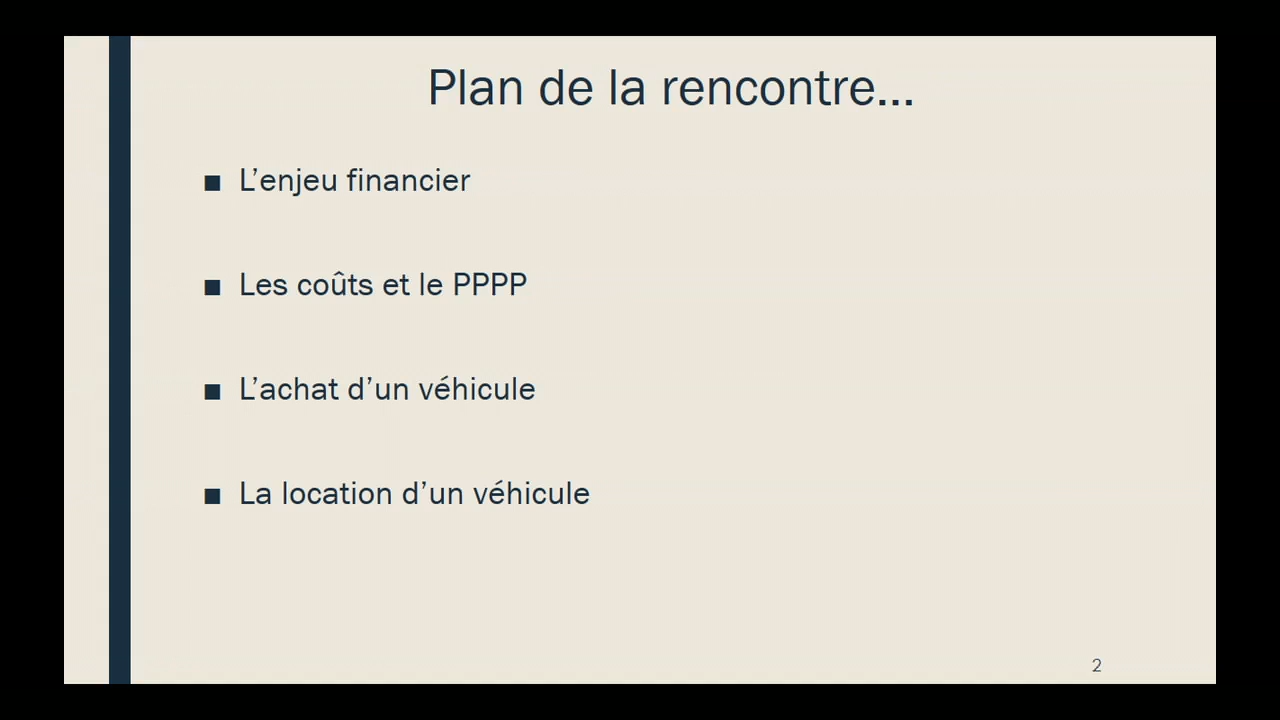 Plan de la rencontre...
■ L’enjeu financier
■ Les coûts et le PPPP
■ L’achat d’un véhicule
■ La location d’un véhicule
2